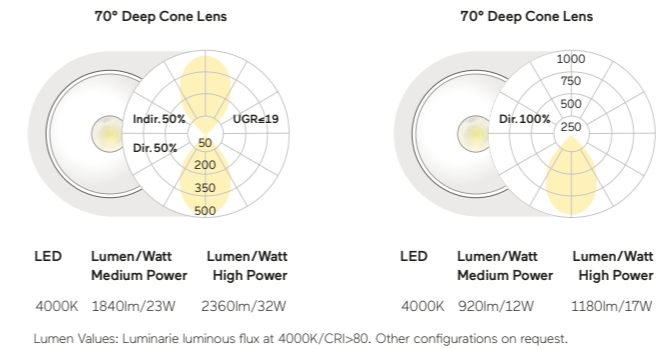 70° Deep Cone Lens
Indir.50%
UGR≤19
Dir.50%
50
200
350
500
LED
Lumen/Watt
Medium Power
Lumen/Watt
High Power
4000K 1840lm/23W 2360lm/32W
70° Deep Cone Lens
1000
750
500
Dir.100%
250
LED
Lumen/Watt
Medium Power
Lumen/Watt
High Power
4000K 920lm/12W 1180lm/17W
Lumen Values: Luminarie luminous flux at 4000K/CRI>80. Other configurations on request.